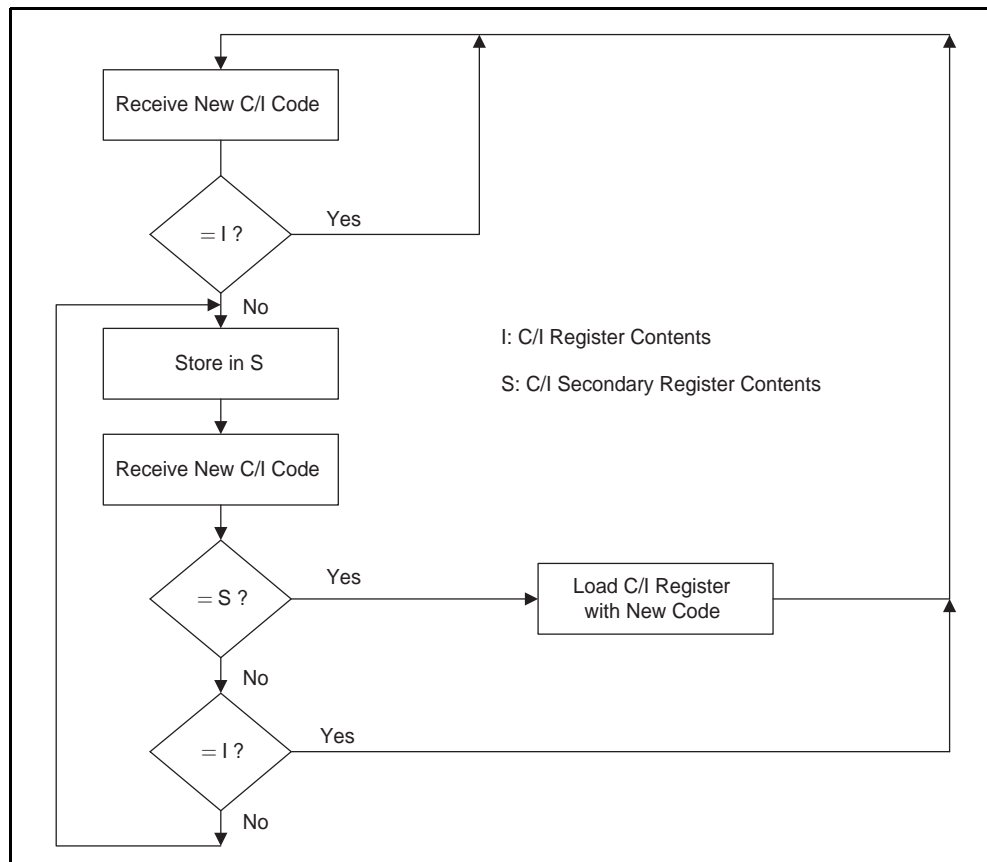 Receive New C/I Code
= I ?
Yes
No
Store in S
I: C/I Register Contents
S: C/I Secondary Register Contents
Receive New C/I Code
= S ?
Yes
Load C/I Register
with New Code
No
= I ?
Yes
No